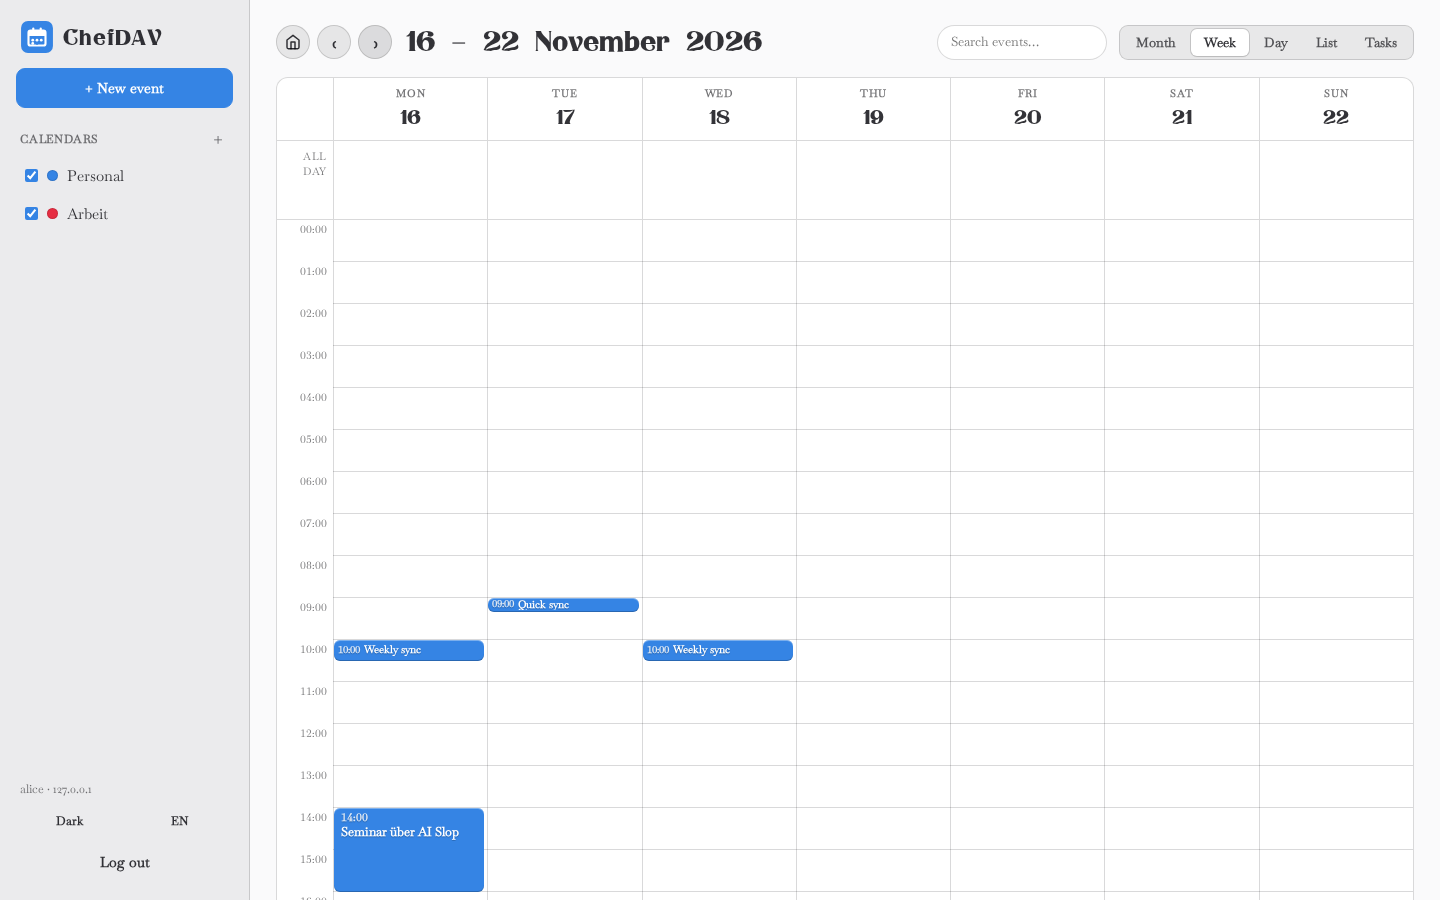 ChefDAV
+ New event
CALENDARS +
Personal
Arbeit
alice · 127.0.0.1
Dark EN
Log out
‹ › 16 – 22 November 2026
Search events...
Month Week Day List Tasks
MON TUE WED THU FRI SAT SUN
16 17 18 19 20 21 22
ALL
DAY
00:00
01:00
02:00
03:00
04:00
05:00
06:00
07:00
08:00
09:00 09:00 Quick sync
10:00 10:00 Weekly sync 10:00 Weekly sync
11:00
12:00
13:00
14:00 14:00
Seminar über AI Slop
15:00